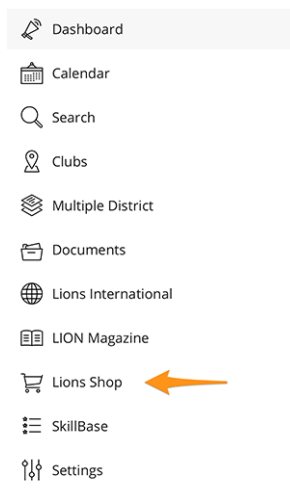 Dashboard
Calendar
Search
Clubs
Multiple District
Documents
Lions International
LION Magazine
Lions Shop
SkillBase
Settings